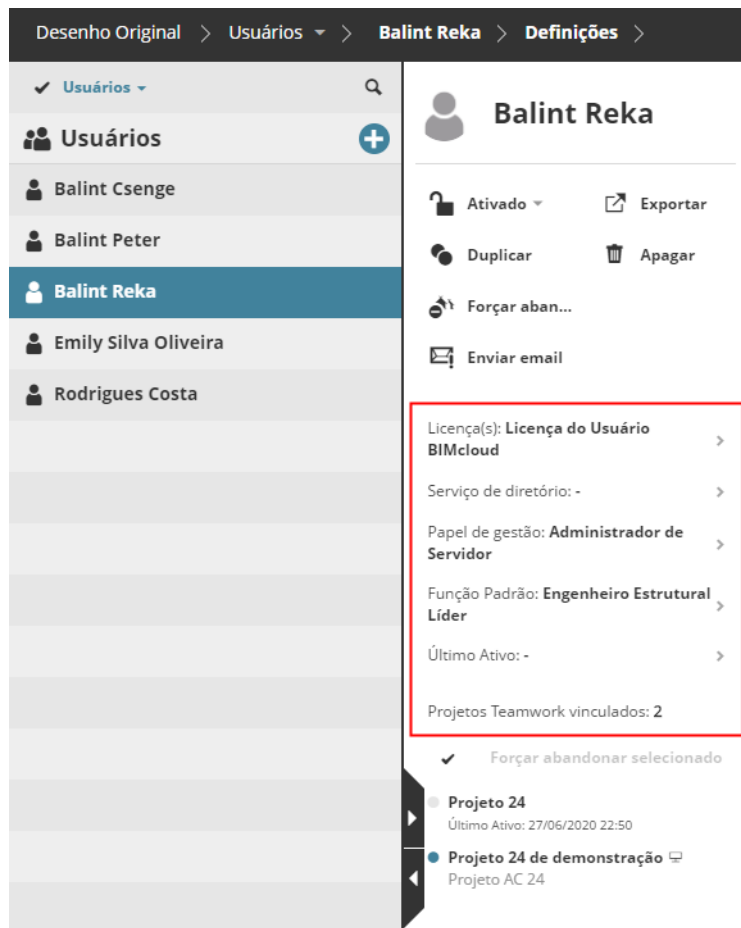 Desenho Original > Usuários > Balint Reka > Definições >
Usuários
Usuários
Balint Csenge
Balint Peter
Balint Reka
Emily Silva Oliveira
Rodrigues Costa
Balint Reka
Ativado
Exportar
Duplicar
Apagar
Forçar aban...
Enviar email
Licença(s): Licença do Usuário
BIMcloud
Serviço de diretório: -
Papel de gestão: Administrador de
Servidor
Função Padrão: Engenheiro Estrutural
Líder
Último Ativo: -
Projetos Teamwork vinculados: 2
Forçar abandonar selecionado
Projeto 24
Último Ativo: 27/06/2020 22:50
Projeto 24 de demonstração
Projeto AC 24